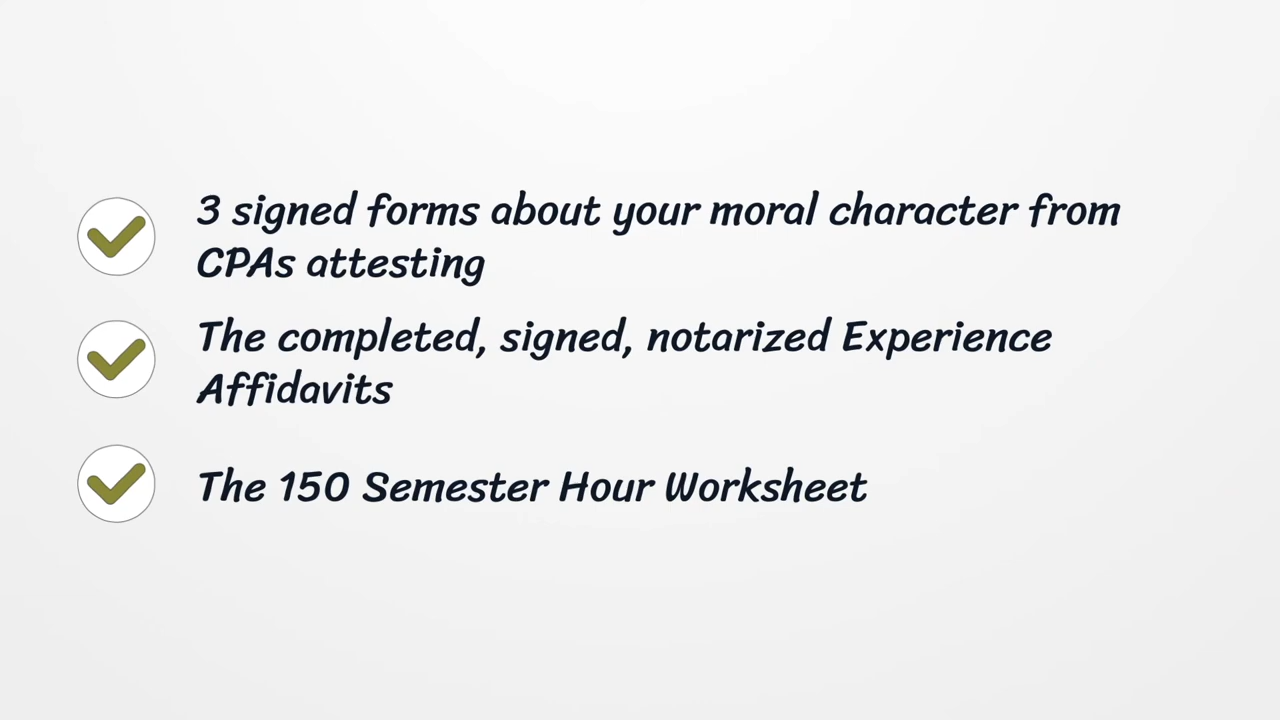 3 signed forms about your moral character from
CPAs attesting
The completed, signed, notarized Experience
Affidavits
The 150 Semester Hour Worksheet